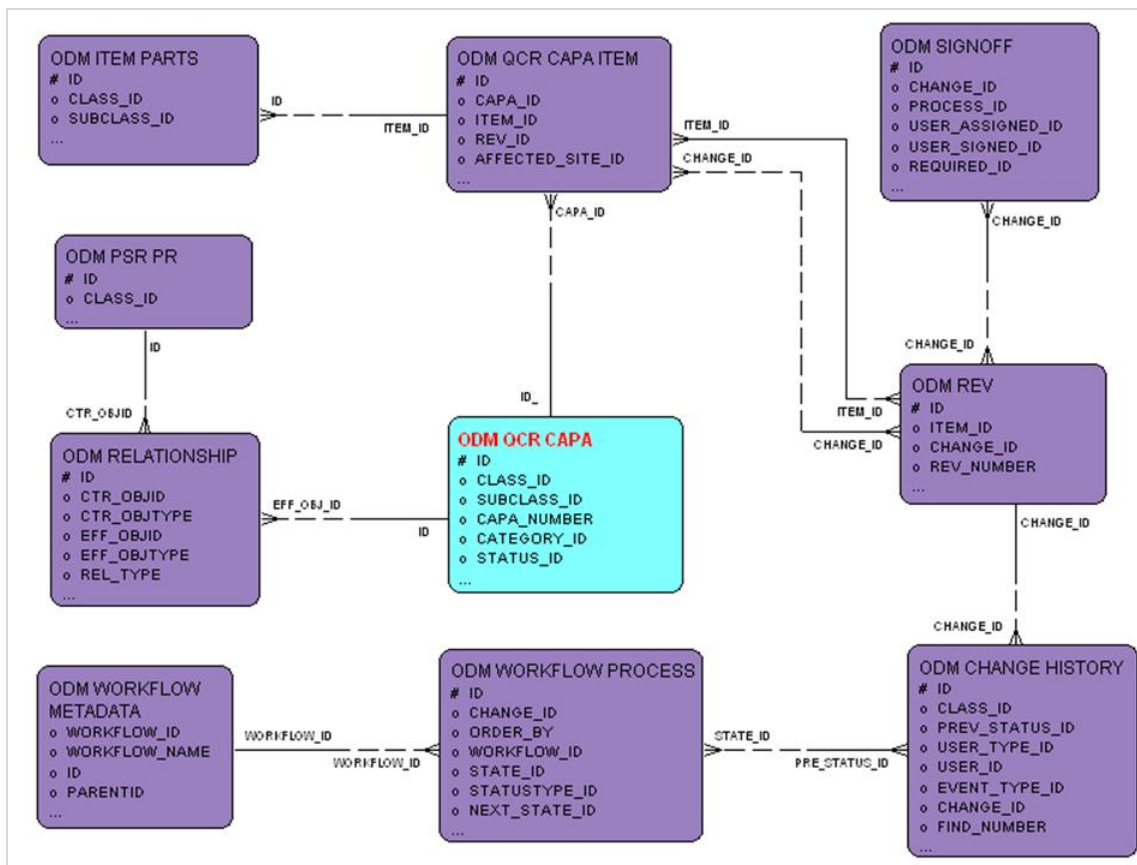 ODM ITEM PARTS
# ID
o CLASS_ID
o SUBCLASS_ID
...
ID
ITEM_ID
ODM QCR CAPA ITEM
# ID
o CAPA_ID
o ITEM_ID
o REV_ID
o AFFECTED_SITE_ID
...
ITEM_ID
CHANGE_ID
CAPA_ID
ODM SIGNOFF
# ID
o CHANGE_ID
o PROCESS_ID
o USER_ASSIGNED_ID
o USER_SIGNED_ID
o REQUIRED_ID
...
CHANGE_ID
ODM PSR PR
# ID
o CLASS_ID
...
ID
CTR_OBJID
CHANGE_ID
ODM REV
# ID
o ITEM_ID
o CHANGE_ID
o REV_NUMBER
...
ITEM_ID
CHANGE_ID
CHANGE_ID
ODM RELATIONSHIP
# ID
o CTR_OBJID
o CTR_OBJTYPE
o EFF_OBJID
o EFF_OBJTYPE
o REL_TYPE
...
EFF_OBJ_ID
ID
ID_
ODM QCR CAPA
# ID
o CLASS_ID
o SUBCLASS_ID
o CAPA_NUMBER
o CATEGORY_ID
o STATUS_ID
...
CHANGE_ID
ODM WORKFLOW
METADATA
o WORKFLOW_ID
o WORKFLOW_NAME
o ID
o PARENTID
...
WORKFLOW_ID
WORKFLOW_ID
ODM WORKFLOW PROCESS
# ID
o CHANGE_ID
o ORDER_BY
o WORKFLOW_ID
o STATE_ID
o STATUSTYPE_ID
o NEXT_STATE_ID
...
STATE_ID
PRE_STATUS_ID
ODM CHANGE HISTORY
# ID
o CLASS_ID
o PREV_STATUS_ID
o USER_TYPE_ID
o USER_ID
o EVENT_TYPE_ID
o CHANGE_ID
o FIND_NUMBER
...